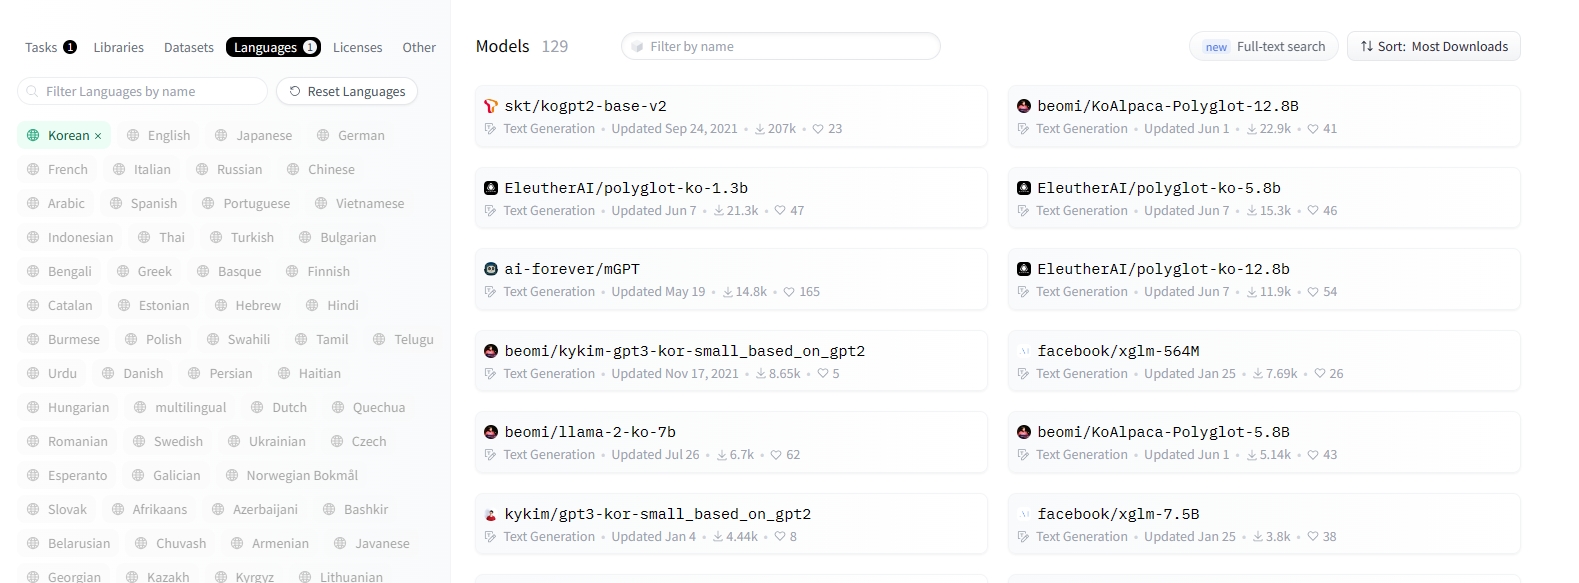 Tasks 1 Libraries Datasets Languages 1 Licenses Other
Filter Languages by name Reset Languages
Korean × English Japanese German
French Italian Russian Chinese
Arabic Spanish Portuguese Vietnamese
Indonesian Thai Turkish Bulgarian
Bengali Greek Basque Finnish
Catalan Estonian Hebrew Hindi
Burmese Polish Swahili Tamil Telugu
Urdu Danish Persian Haitian
Hungarian multilingual Dutch Quechua
Romanian Swedish Ukrainian Czech
Esperanto Galician Norwegian Bokmål
Slovak Afrikaans Azerbaijani Bashkir
Belarusian Chuvash Armenian Javanese
Georgian Kazakh Kyrgyz Lithuanian
Models 129 Filter by name new Full-text search Sort: Most Downloads
skt/kogpt2-base-v2
Text Generation • Updated Sep 24, 2021 • 207k • 23
beomi/KoAlpaca-Polyglot-12.8B
Text Generation • Updated Jun 1 • 22.9k • 41
EleutherAI/polyglot-ko-1.3b
Text Generation • Updated Jun 7 • 21.3k • 47
EleutherAI/polyglot-ko-5.8b
Text Generation • Updated Jun 7 • 15.3k • 46
ai-forever/mGPT
Text Generation • Updated May 19 • 14.8k • 165
EleutherAI/polyglot-ko-12.8b
Text Generation • Updated Jun 7 • 11.9k • 54
beomi/kykim-gpt3-kor-small_based_on_gpt2
Text Generation • Updated Nov 17, 2021 • 8.65k • 5
facebook/xglm-564M
Text Generation • Updated Jan 25 • 7.69k • 26
beomi/llama-2-ko-7b
Text Generation • Updated Jul 26 • 6.7k • 62
beomi/KoAlpaca-Polyglot-5.8B
Text Generation • Updated Jun 1 • 5.14k • 43
kykim/gpt3-kor-small_based_on_gpt2
Text Generation • Updated Jan 4 • 4.44k • 8
facebook/xglm-7.5B
Text Generation • Updated Jan 25 • 3.8k • 38